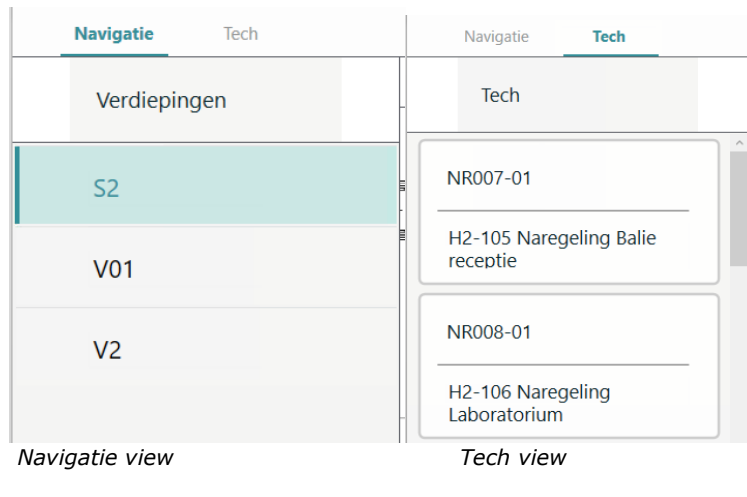 Navigatie Tech
Verdiepingen
S2
V01
V2
Navigatie view
Navigatie Tech
Tech
NR007-01
H2-105 Naregeling Balie
receptie
NR008-01
H2-106 Naregeling
Laboratorium
Tech view